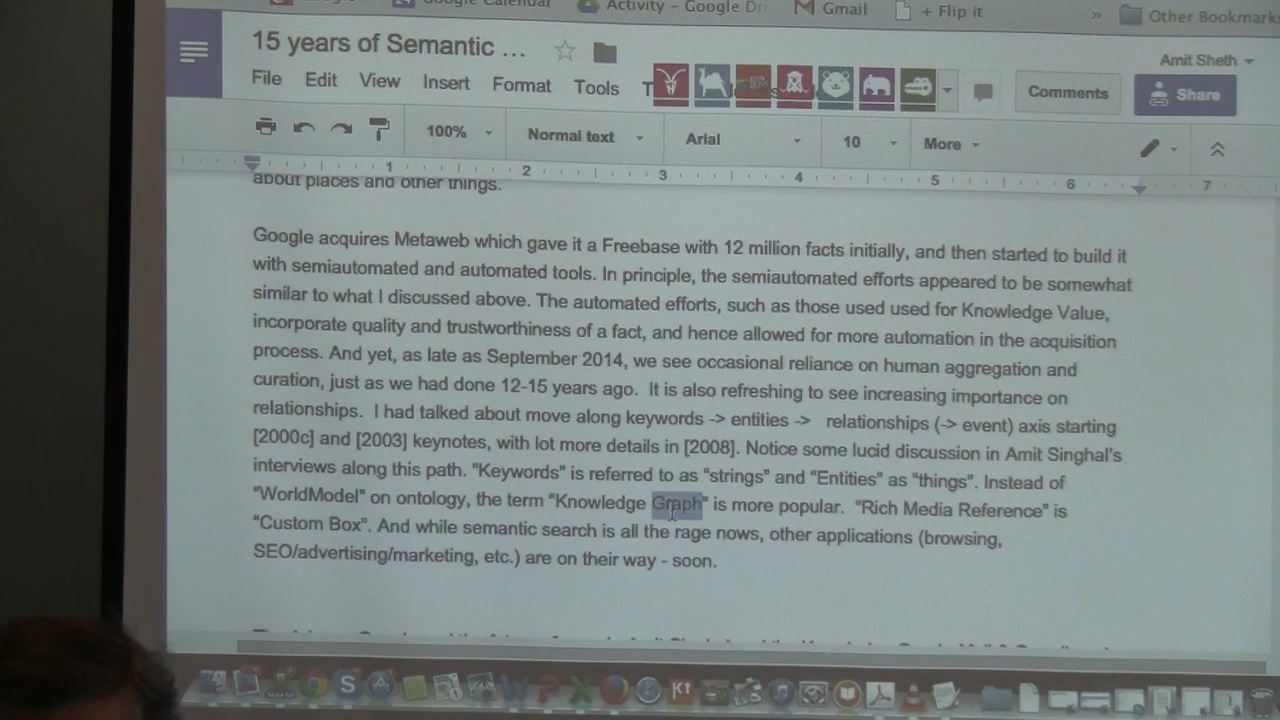 Google Calendar
Activity - Google Dri
Gmail
+ Flip it
»
Other Bookmarks
15 years of Semantic ...
Amit Sheth
File Edit View Insert Format Tools T
Comments
Share
100% Normal text Arial 10 More
1 2 3 4 5 6 7
about places and other things.
Google acquires Metaweb which gave it a Freebase with 12 million facts initially, and then started to build it
with semiautomated and automated tools. In principle, the semiautomated efforts appeared to be somewhat
similar to what I discussed above. The automated efforts, such as those used used for Knowledge Value,
incorporate quality and trustworthiness of a fact, and hence allowed for more automation in the acquisition
process. And yet, as late as September 2014, we see occasional reliance on human aggregation and
curation, just as we had done 12-15 years ago. It is also refreshing to see increasing importance on
relationships. I had talked about move along keywords -> entities -> relationships (-> event) axis starting
[2000c] and [2003] keynotes, with lot more details in [2008]. Notice some lucid discussion in Amit Singhal's
interviews along this path. "Keywords" is referred to as "strings" and "Entities" as "things". Instead of
"WorldModel" on ontology, the term "Knowledge Graph" is more popular. "Rich Media Reference" is
"Custom Box". And while semantic search is all the rage nows, other applications (browsing,
SEO/advertising/marketing, etc.) are on their way - soon.